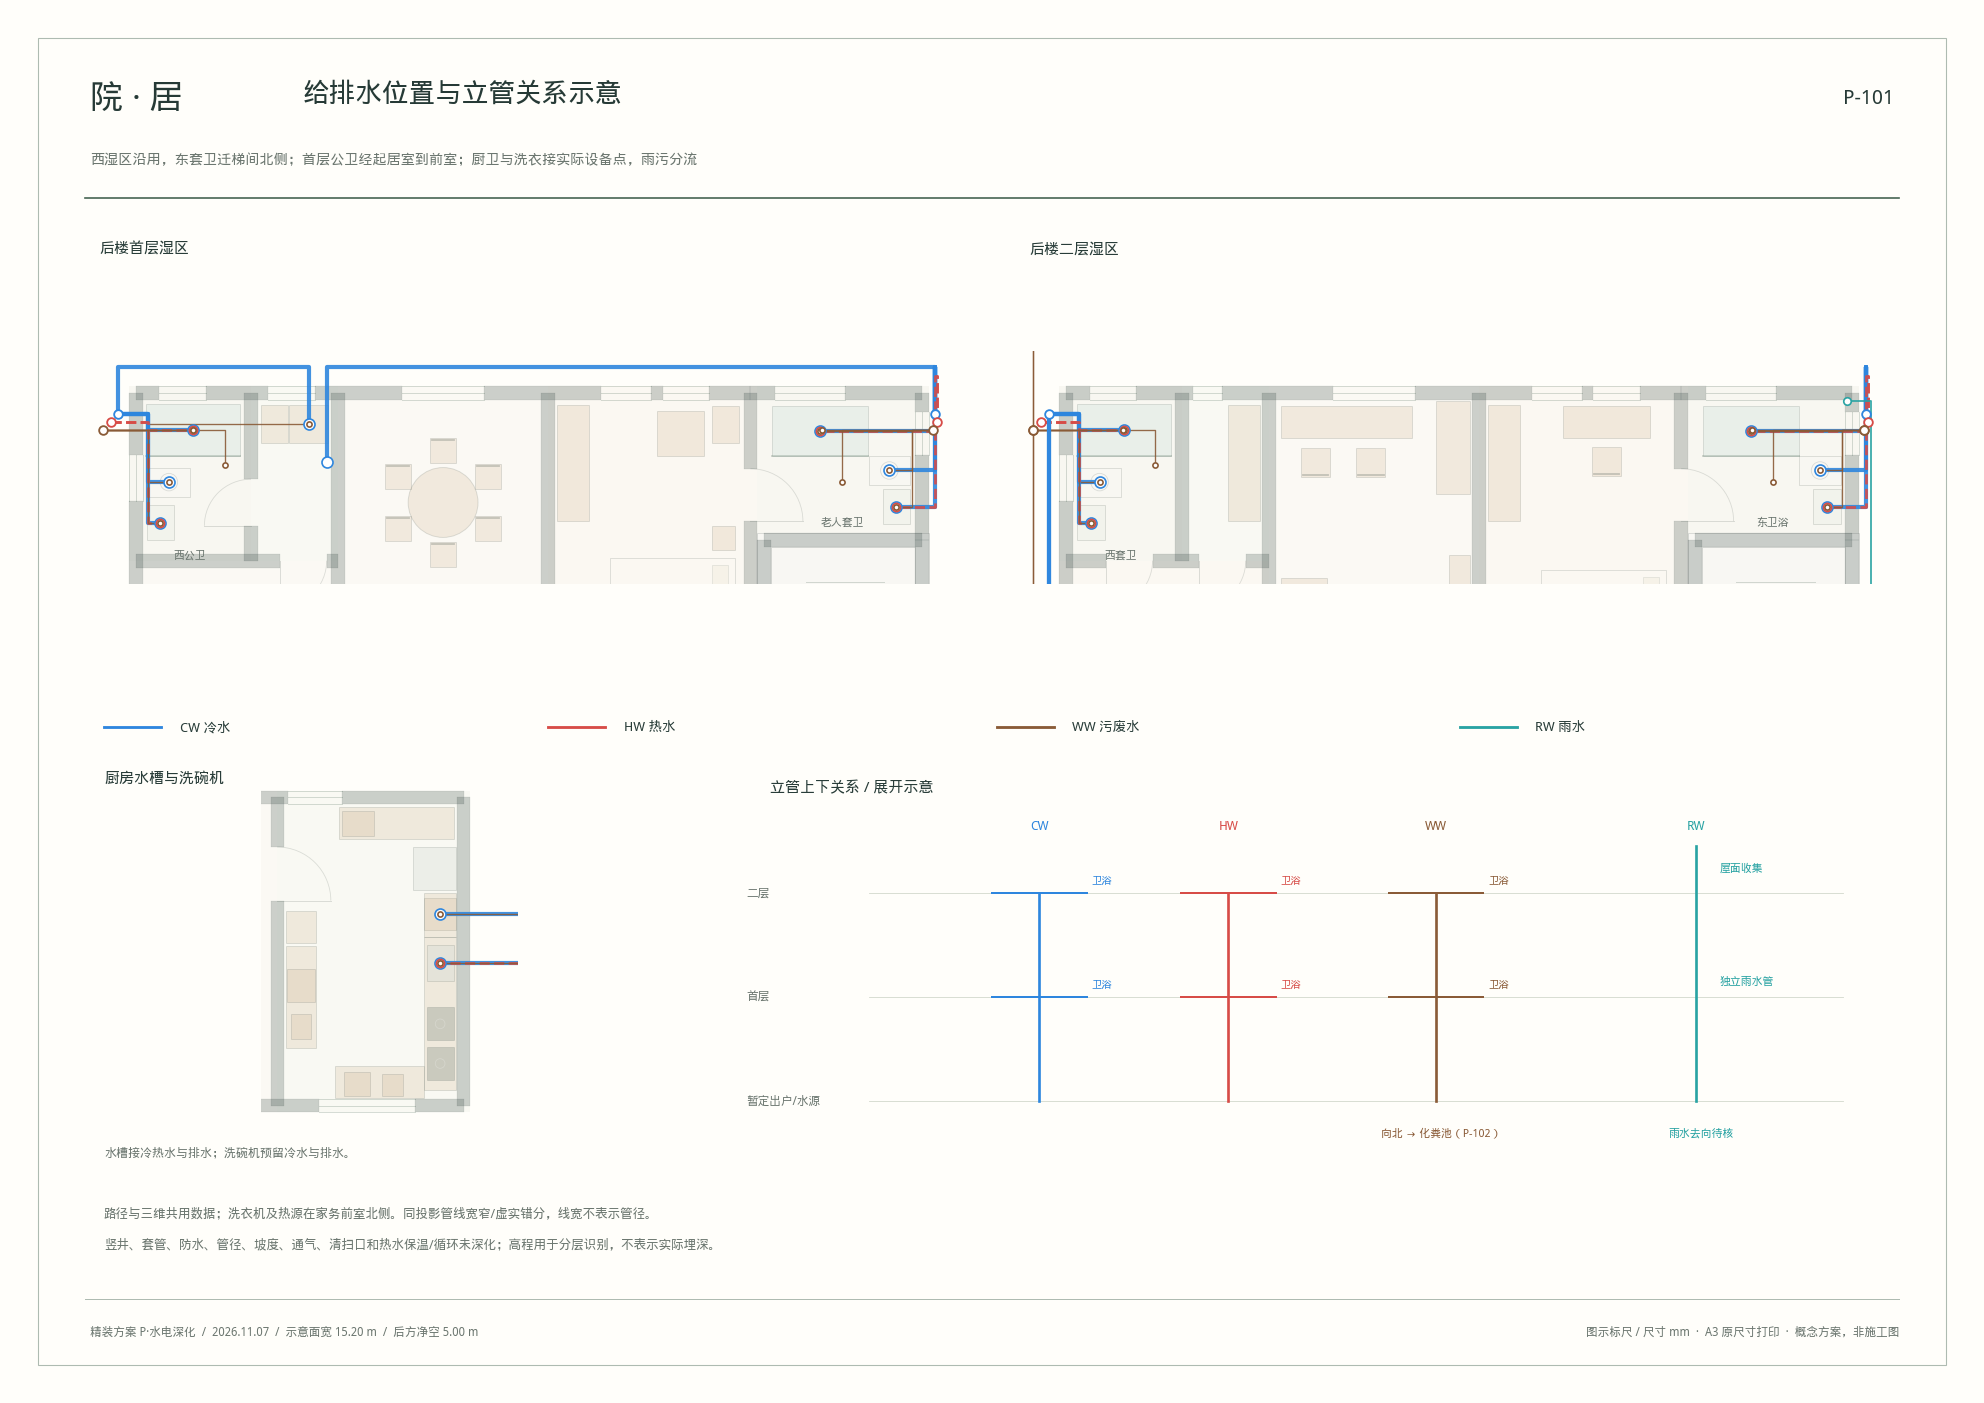 院 · 居
给排水位置与立管关系示意
P-101
西湿区沿用，东套卫迁梯间北侧；首层公卫经起居室到前室；厨卫与洗衣接实际设备点，雨污分流
后楼首层湿区
后楼二层湿区
老人套卫
西公卫
东卫浴
西套卫
CW 冷水
HW 热水
WW 污废水
RW 雨水
厨房水槽与洗碗机
立管上下关系 / 展开示意
CW
HW
WW
RW
屋面收集
二层
卫浴
卫浴
卫浴
独立雨水管
首层
卫浴
卫浴
卫浴
暂定出户/水源
向北 → 化粪池（P-102）
雨水去向待核
水槽接冷热水与排水；洗碗机预留冷水与排水。
路径与三维共用数据；洗衣机及热源在家务前室北侧。同投影管线宽窄/虚实错分，线宽不表示管径。
竖井、套管、防水、管径、坡度、通气、清扫口和热水保温/循环未深化；高程用于分层识别，不表示实际埋深。
精装方案 P·水电深化 / 2026.11.07 / 示意面宽 15.20 m / 后方净空 5.00 m
图示标尺 / 尺寸 mm · A3 原尺寸打印 · 概念方案，非施工图